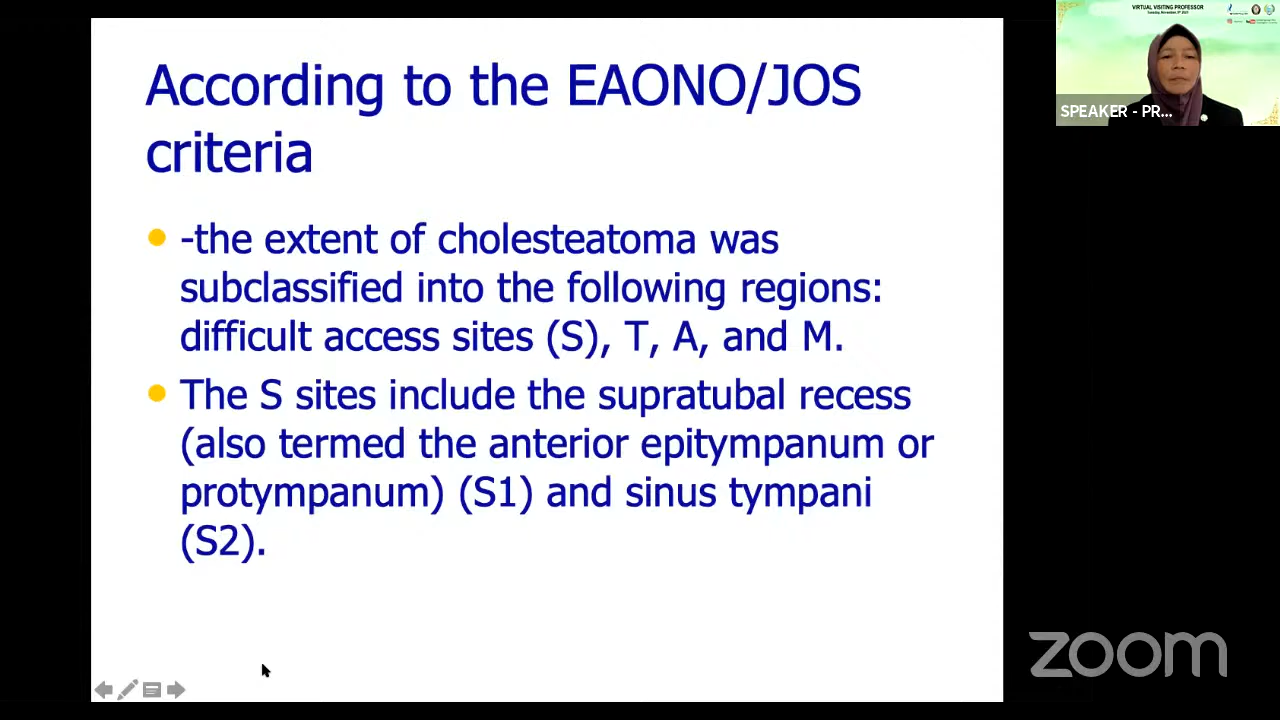 According to the EAONO/JOS
criteria
-the extent of cholesteatoma was
subclassified into the following regions:
difficult access sites (S), T, A, and M.
The S sites include the supratubal recess
(also termed the anterior epitympanum or
protympanum) (S1) and sinus tympani
(S2).
VIRTUAL VISITING PROFESSOR
SPEAKER - PR...
zoom